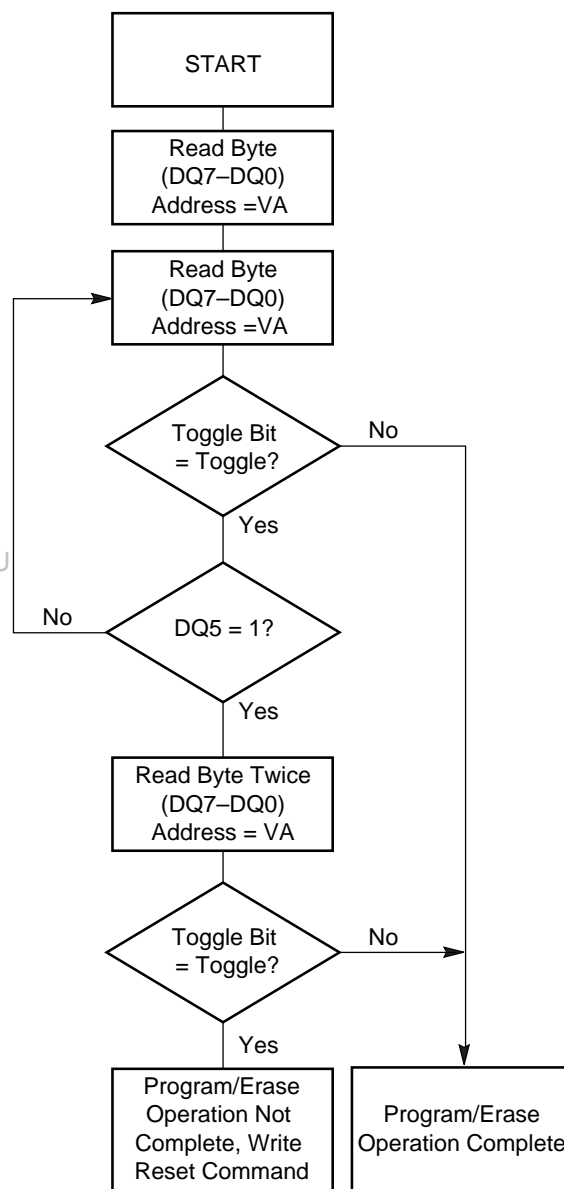 START
Read Byte
(DQ7–DQ0)
Address =VA
Read Byte
(DQ7–DQ0)
Address =VA
Toggle Bit
= Toggle?
No
Yes
U
No
DQ5 = 1?
Yes
Read Byte Twice
(DQ7–DQ0)
Address = VA
Toggle Bit
= Toggle?
No
Yes
Program/Erase
Operation Not
Complete, Write
Reset Command
Program/Erase
Operation Complete